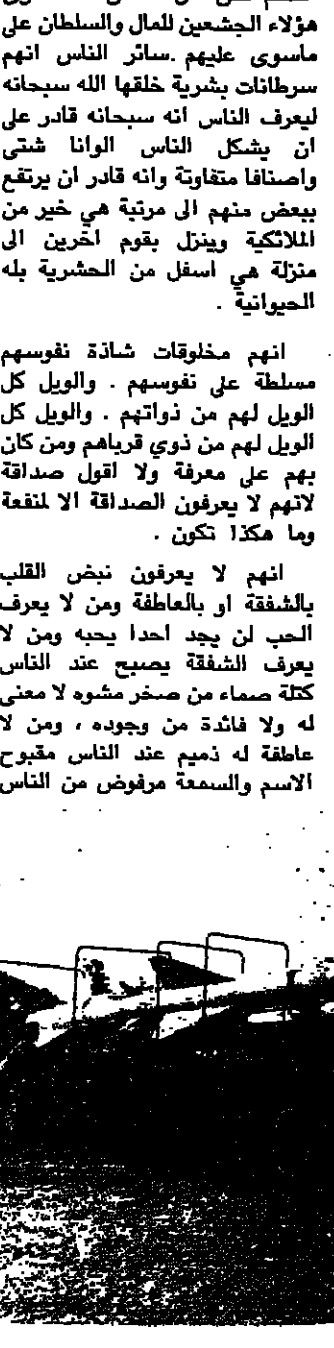 هؤلاء الجشعين للمال والسلطان على
ماسوى عليهم .سائر الناس انهم
سرطانات بشرية خلقها الله سبحانه
ليعرف الناس انه سبحانه قادر على
ان يشكل الناس الوانا شتى
واصنافا متفاوتة وانه قادر ان يرتفع
ببعض منهم الى مرتبة هي خير من
الملائكية وينزل بقوم آخرين الى
منزلة هي اسفل من الحشرية بله
الحيوانية .
انهم مخلوقات شاذة نفوسهم
مسلطة على نفوسهم . والويل كل
الويل لهم من ذواتهم . والويل كل
الويل لهم من ذوي قرباهم ومن كان
بهم على معرفة ولا اقول صداقة
لانهم لا يعرفون الصداقة الا لمنفعة
وما هكذا تكون .
انهم لا يعرفون نبض القلب
بالشفقة او بالعاطفة ومن لا يعرف
الحب لن يجد احدا يحبه ومن لا
يعرف الشفقة يصبح عند الناس
كتلة صماء من صخر مشوه لا معنى
له ولا فائدة من وجوده ، ومن لا
عاطفة له ذميم عند الناس مقبوح
الاسم والسمعة مرفوض من الناس